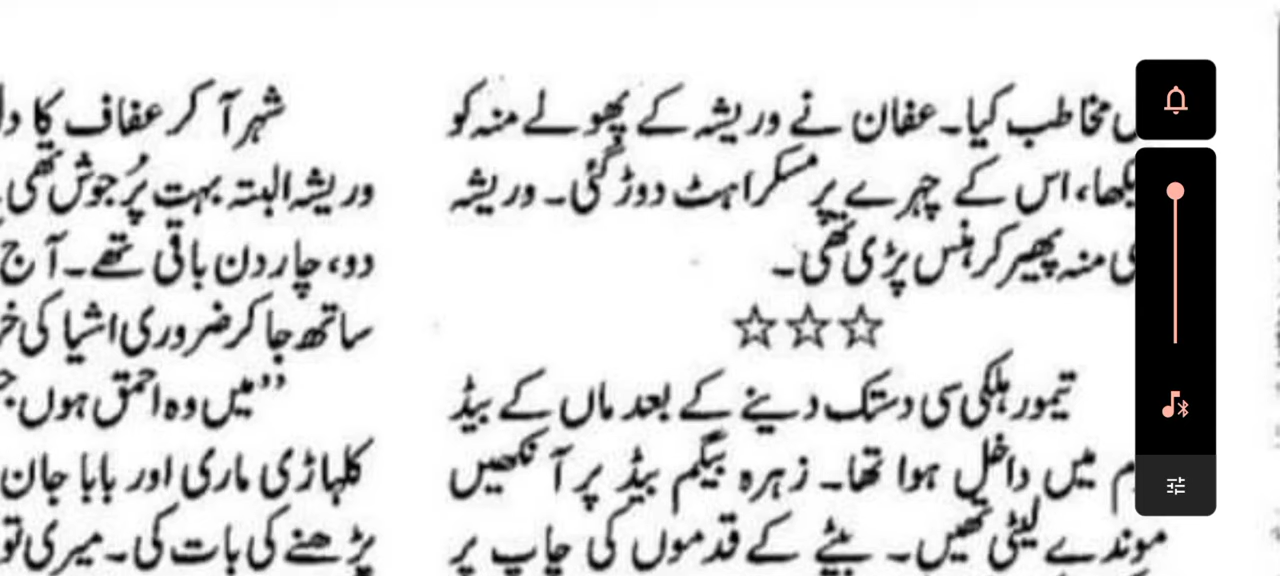 مخاطب کیا۔ عفان نے وریشہ کے پھولے منہ کو
اس کے چہرے پر مسکراہٹ دوڑ گئی۔ وریشہ
منہ پھیر کر ہنس پڑی تھی۔
☆☆☆
تیمور ہلکی سی دستک دینے کے بعد ماں کے بیڈ
میں داخل ہوا تھا۔ زہرہ بیگم بیڈ پر آنکھیں
موندے لیٹی تھیں۔ بیٹے کے قدموں کی چاپ پر
شہر آ کر عفاف کا
وریشہ البتہ بہت پُرجوش تھی
دو، چار دن باقی تھے۔ آج
ساتھ جا کر ضروری اشیا کی
”میں وہ احمق ہوں
کلہاڑی ماری اور بابا جان
پڑھنے کی بات کی۔ میری تو